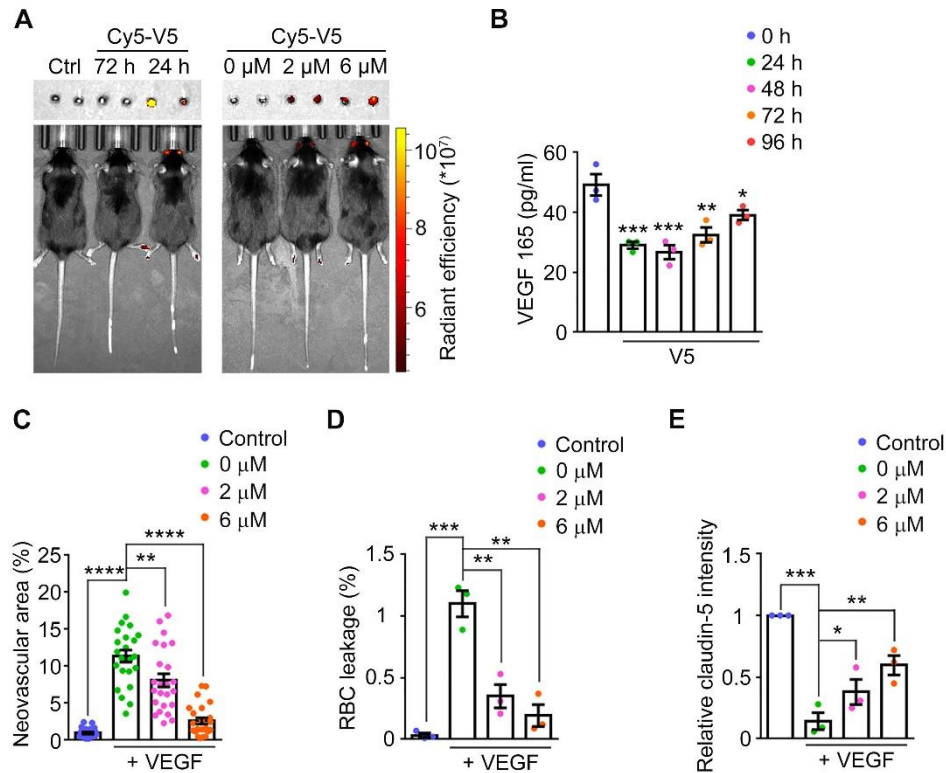 A
Cy5-V5
Ctrl 72 h 24 h
Cy5-V5
0 μM 2 μM 6 μM
10
8
6
Radiant efficiency (*10⁷)
B
0 h
24 h
48 h
72 h
96 h
VEGF 165 (pg/ml)
60
40
20
0
*** *** ** *
V5
C
Control
0 μM
2 μM
6 μM
Neovascular area (%)
25
20
15
10
5
0
****
**** **
+ VEGF
D
Control
0 μM
2 μM
6 μM
RBC leakage (%)
1.5
1
0.5
0
*** **
**
+ VEGF
E
Control
0 μM
2 μM
6 μM
Relative claudin-5 intensity
1.5
1
0.5
0
***
**
*
+ VEGF